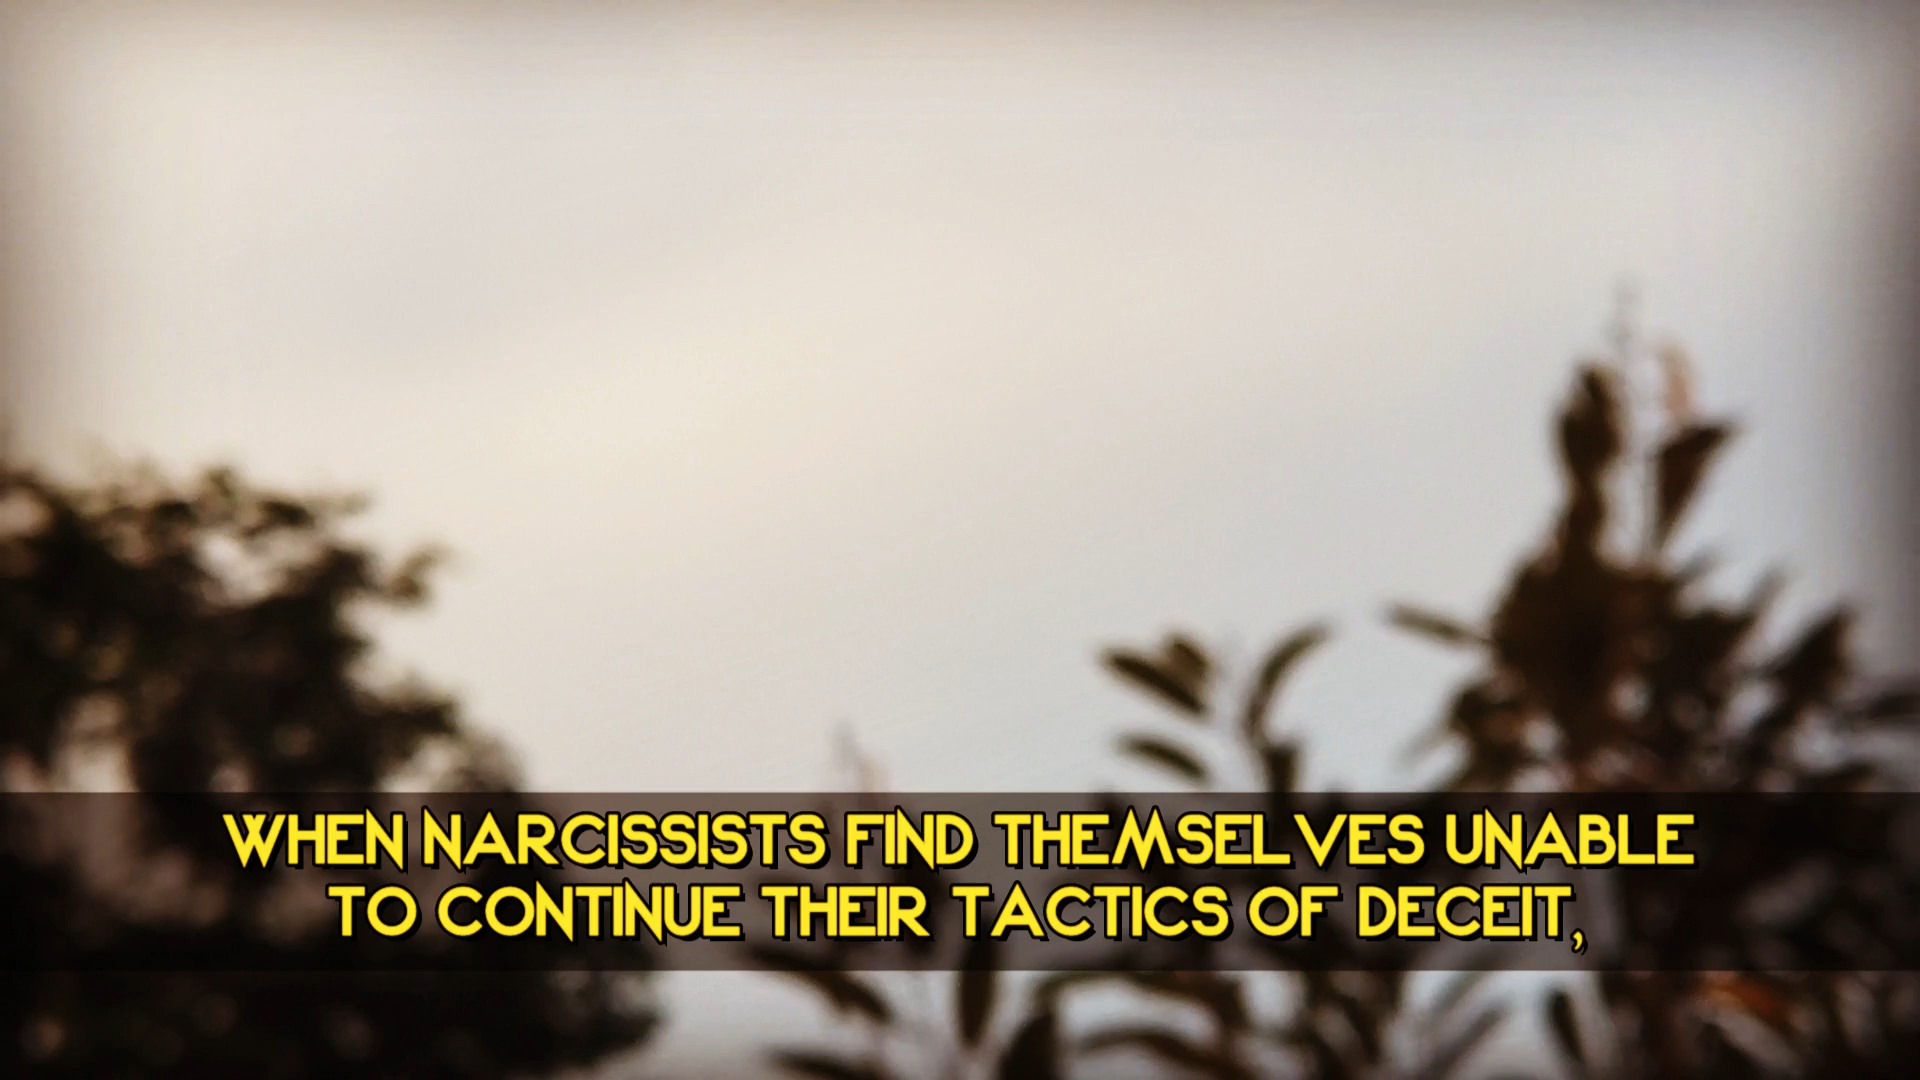 WHEN NARCISSISTS FIND THEMSELVES UNABLE
TO CONTINUE THEIR TACTICS OF DECEIT,